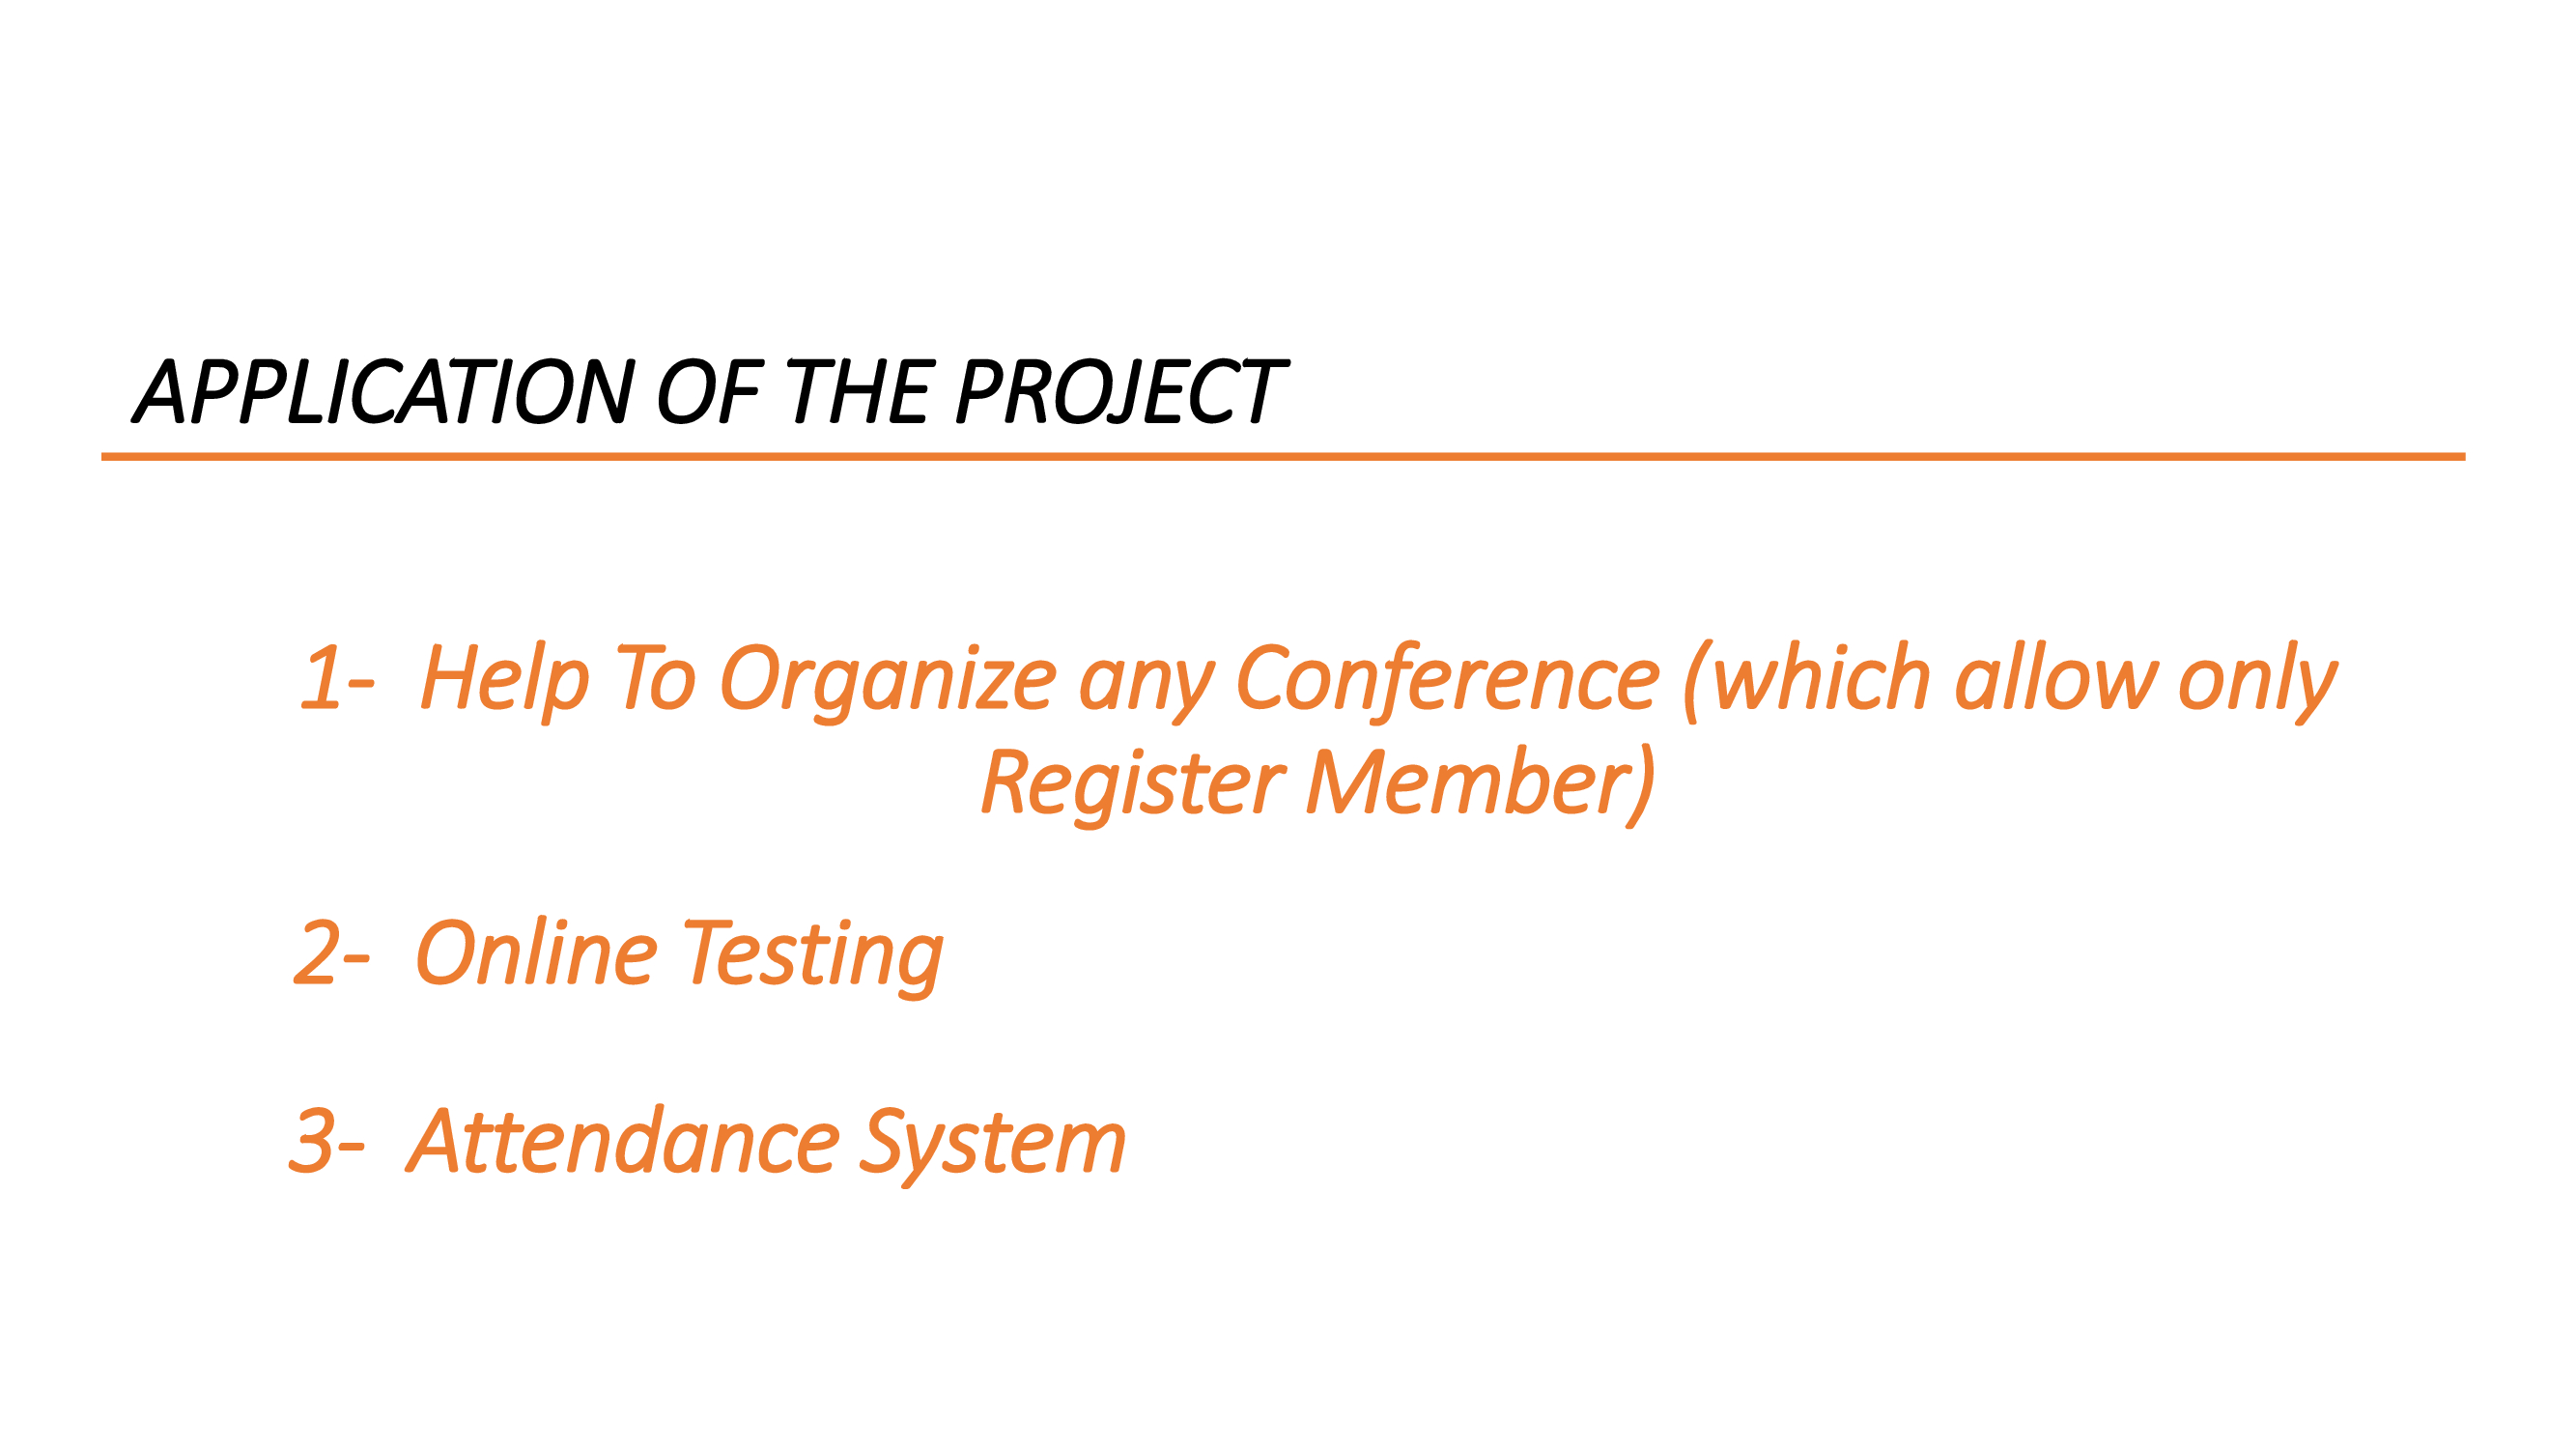 APPLICATION OF THE PROJECT
1- Help To Organize any Conference (which allow only
Register Member)
2- Online Testing
3- Attendance System